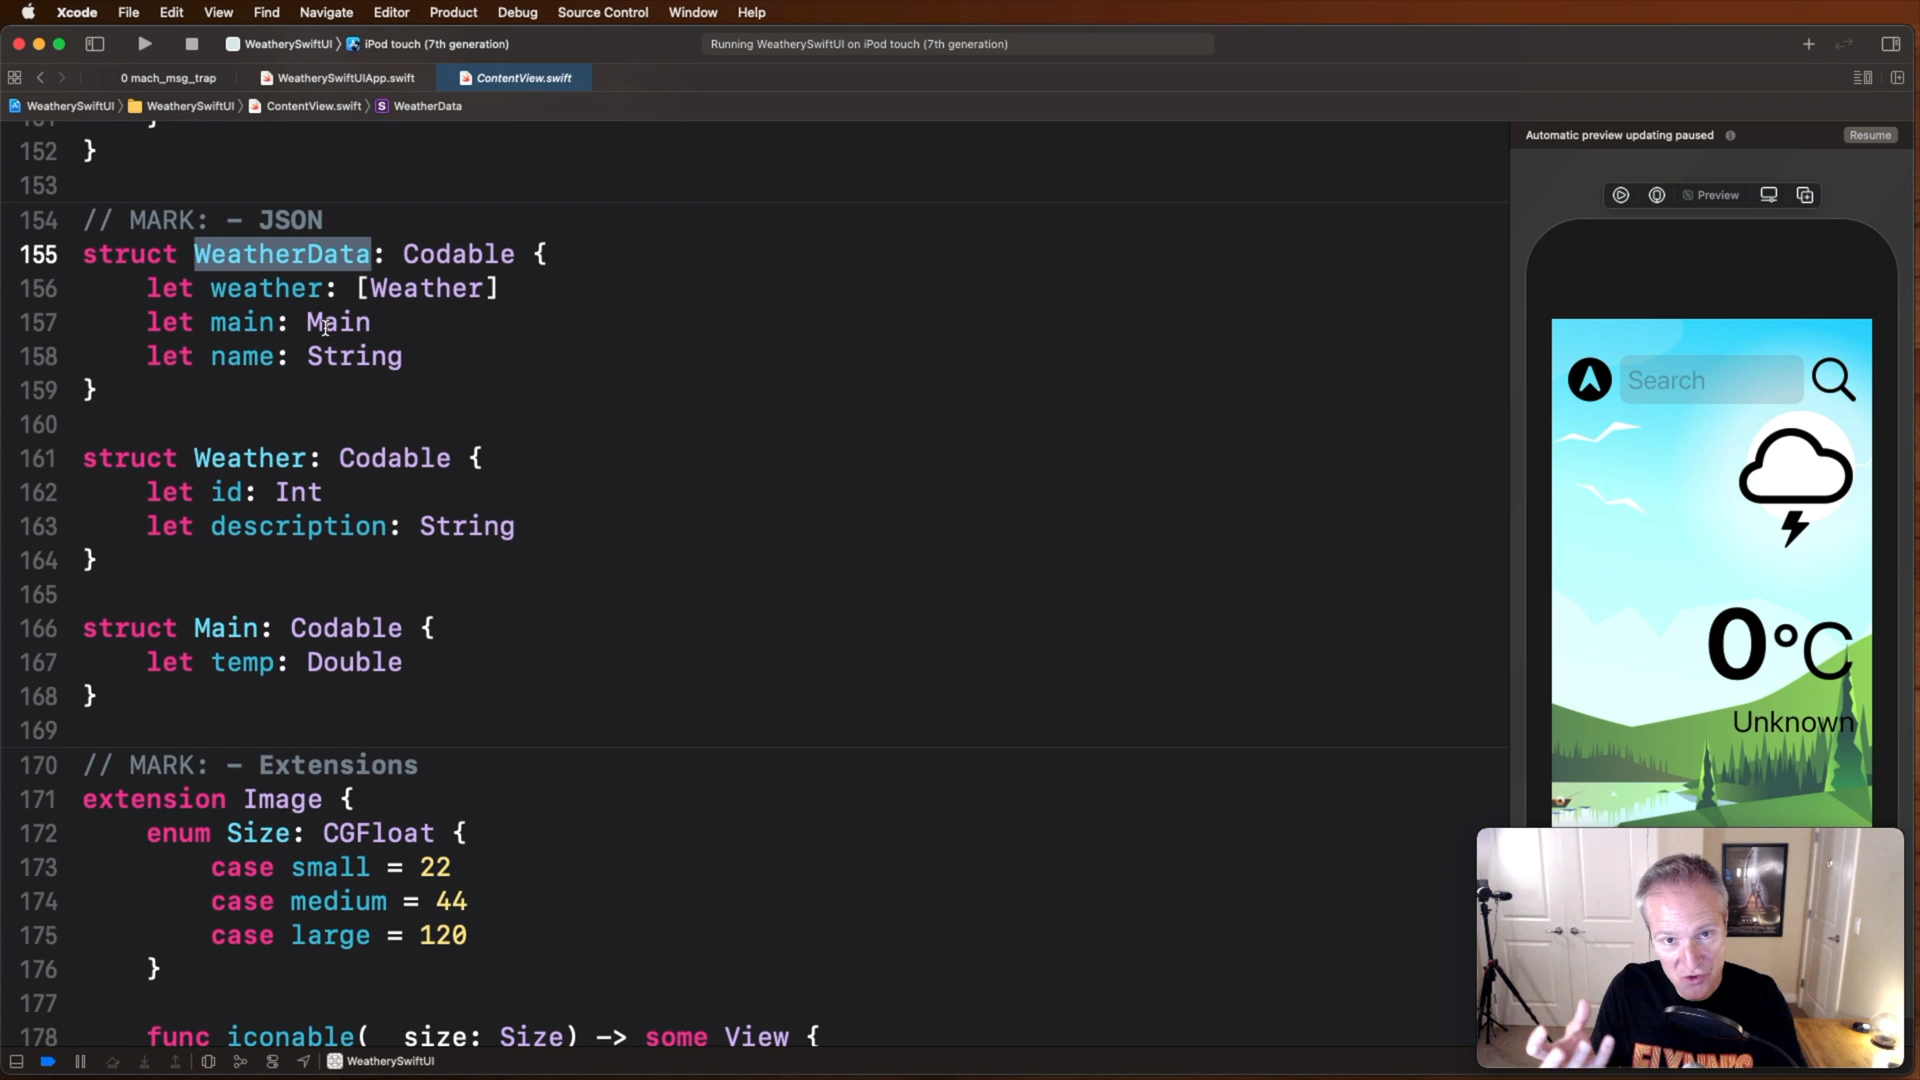 Xcode File Edit View Find Navigate Editor Product Debug Source Control Window Help
WeatherySwiftUI iPod touch (7th generation) Running WeatherySwiftUI on iPod touch (7th generation)
0 mach_msg_trap WeatherySwiftUIApp.swift ContentView.swift
WeatherySwiftUI WeatherySwiftUI ContentView.swift S WeatherData
Automatic preview updating paused Resume
Preview
152 }
153
154 // MARK: - JSON
155 struct WeatherData: Codable {
156 let weather: [Weather]
157 let main: Main
158 let name: String
159 }
160
161 struct Weather: Codable {
162 let id: Int
163 let description: String
164 }
165
166 struct Main: Codable {
167 let temp: Double
168 }
169
170 // MARK: - Extensions
171 extension Image {
172 enum Size: CGFloat {
173 case small = 22
174 case medium = 44
175 case large = 120
176 }
177
178 func iconable(_ size: Size) -> some View {
Search
0°C
Unknown
WeatherySwiftUI